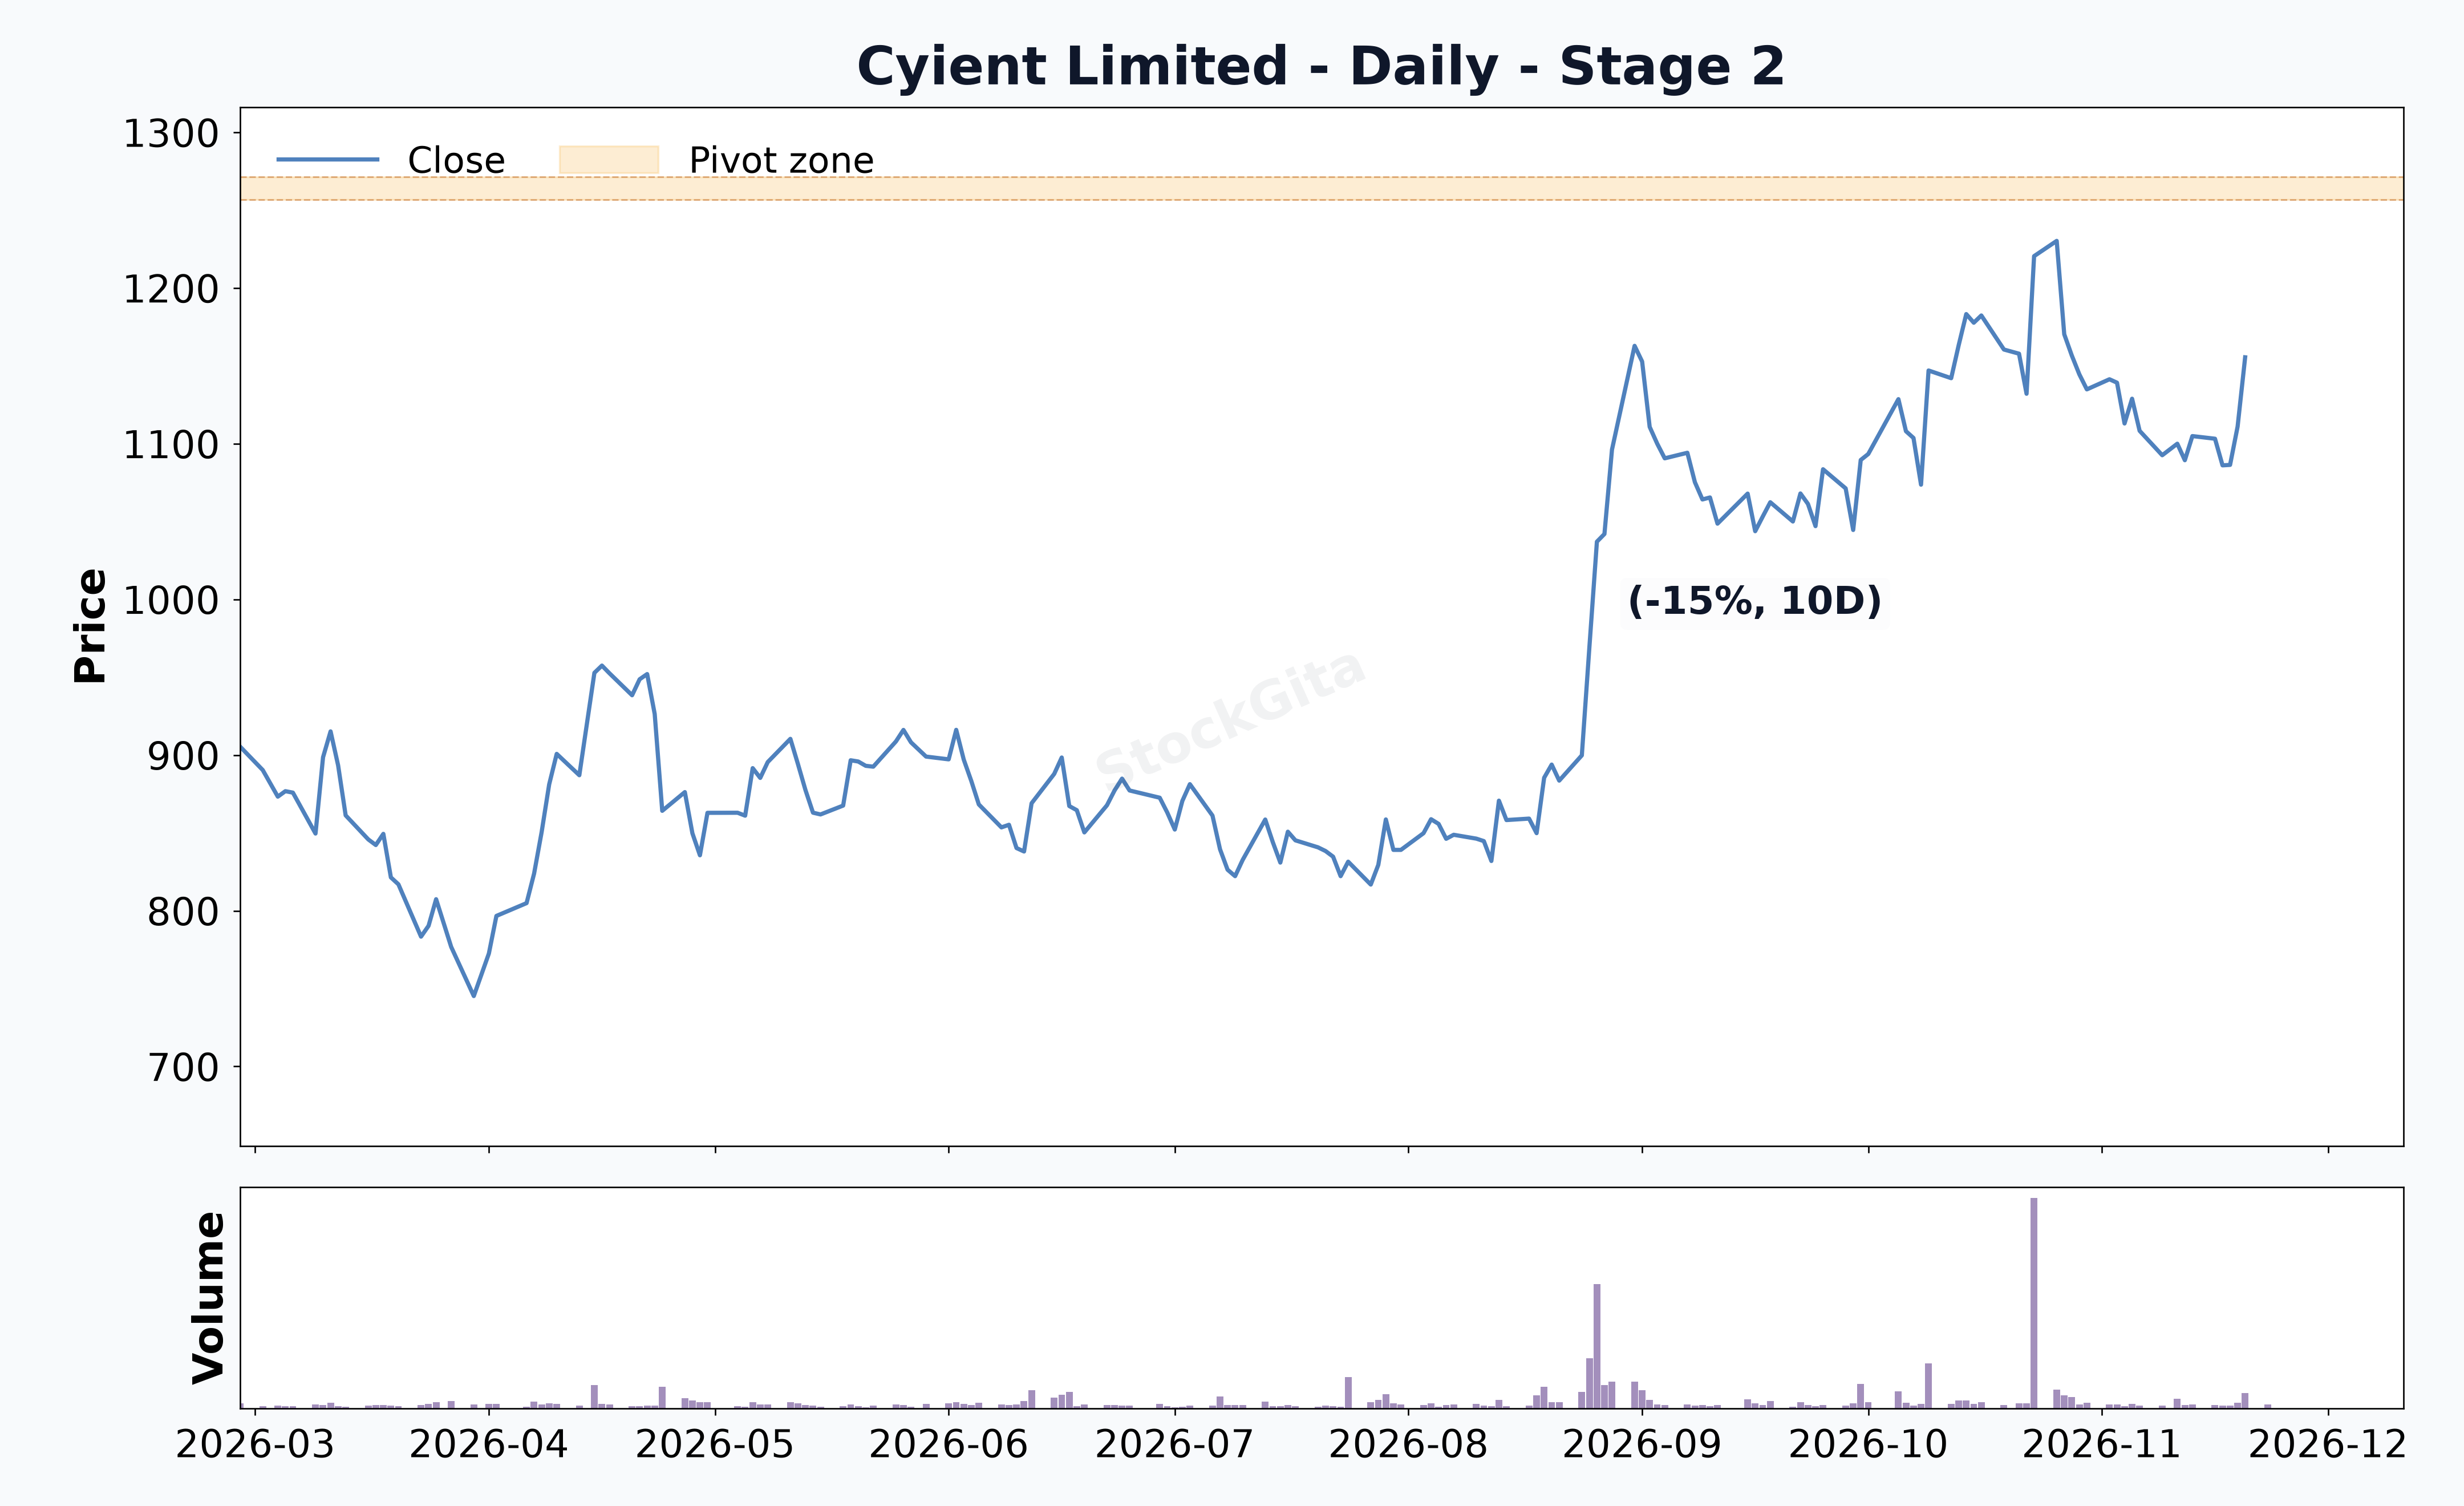 Cyient Limited - Daily - Stage 2
Close
Pivot zone
Price
1300
1200
1100
1000
900
800
700
(-15%, 10D)
StockGita
Volume
2026-03
2026-04
2026-05
2026-06
2026-07
2026-08
2026-09
2026-10
2026-11
2026-12